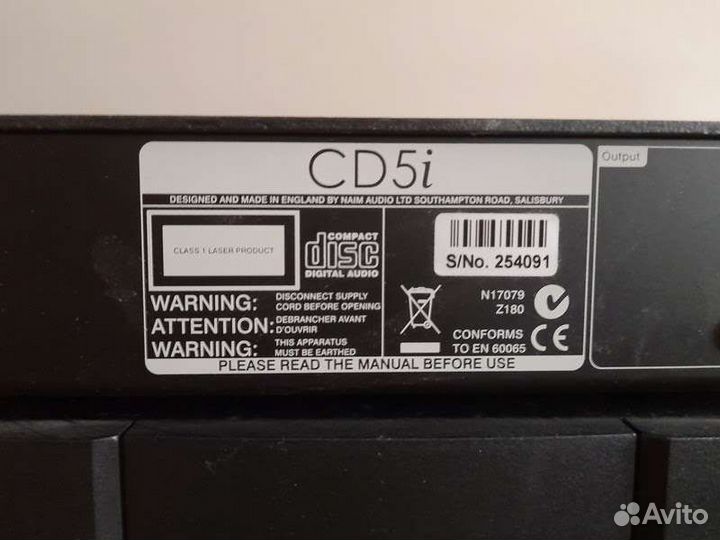 CD5i
DESIGNED AND MADE IN ENGLAND BY NAIM AUDIO LTD SOUTHAMPTON ROAD, SALISBURY
Output
CLASS 1 LASER PRODUCT
COMPACT
disc
DIGITAL AUDIO
S/No. 254091
N17079
Z180
CONFORMS
TO EN 60065
CE
WARNING: DISCONNECT SUPPLY
CORD BEFORE OPENING
ATTENTION: DEBRANCHER AVANT
D'OUVRIR
WARNING: THIS APPARATUS
MUST BE EARTHED
PLEASE READ THE MANUAL BEFORE USE
Avito